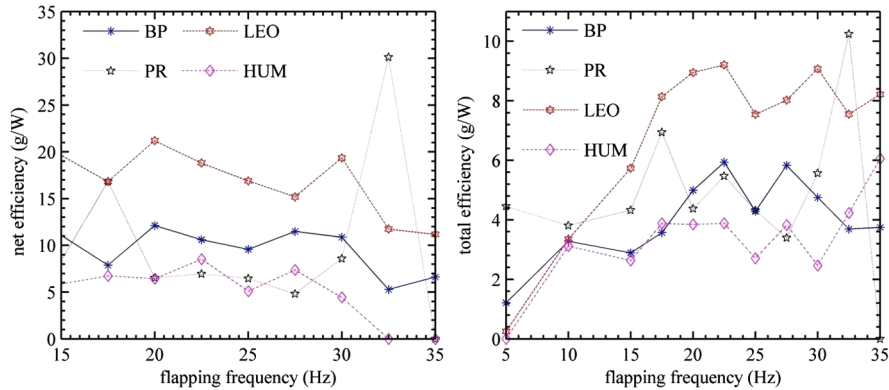 35
30
25
20
15
10
5
0
net efficiency (g/W)
BP
LEO
PR
HUM
15
20
25
30
35
flapping frequency (Hz)
10
8
6
4
2
0
total efficiency (g/W)
BP
PR
LEO
HUM
5
10
15
20
25
30
35
flapping frequency (Hz)